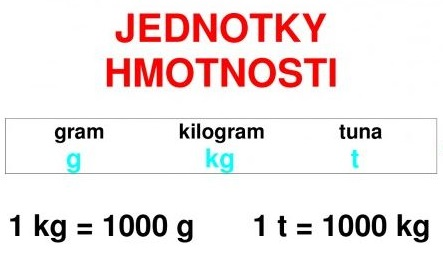 JEDNOTKY
HMOTNOSTI
gram kilogram tuna
g kg t
1 kg = 1000 g 1 t = 1000 kg